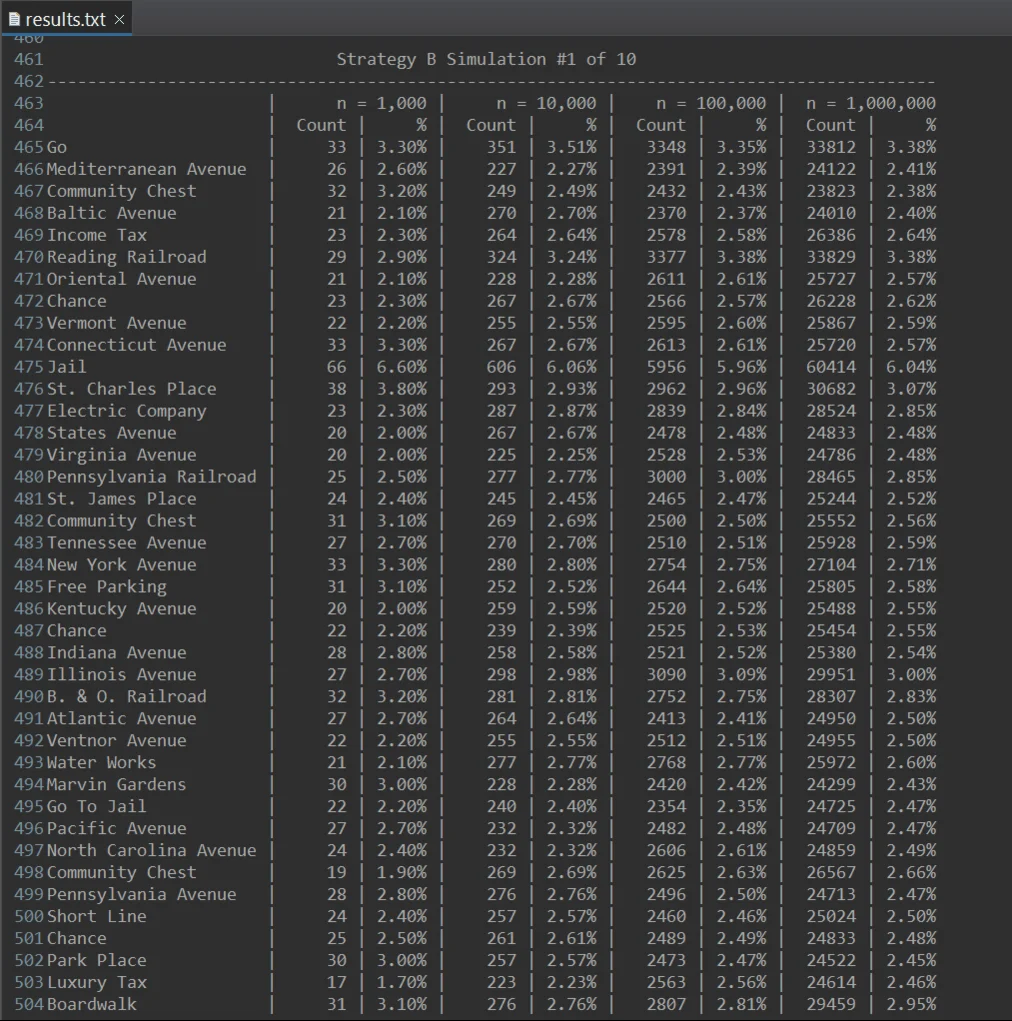 results.txt ×
460
461 Strategy B Simulation #1 of 10
462 -----------------------------------------------------------------------------------------
463 | n = 1,000 | n = 10,000 | n = 100,000 | n = 1,000,000
464 | Count | % | Count | % | Count | % | Count | %
465 Go | 33 | 3.30% | 351 | 3.51% | 3348 | 3.35% | 33812 | 3.38%
466 Mediterranean Avenue | 26 | 2.60% | 227 | 2.27% | 2391 | 2.39% | 24122 | 2.41%
467 Community Chest | 32 | 3.20% | 249 | 2.49% | 2432 | 2.43% | 23823 | 2.38%
468 Baltic Avenue | 21 | 2.10% | 270 | 2.70% | 2370 | 2.37% | 24010 | 2.40%
469 Income Tax | 23 | 2.30% | 264 | 2.64% | 2578 | 2.58% | 26386 | 2.64%
470 Reading Railroad | 29 | 2.90% | 324 | 3.24% | 3377 | 3.38% | 33829 | 3.38%
471 Oriental Avenue | 21 | 2.10% | 228 | 2.28% | 2611 | 2.61% | 25727 | 2.57%
472 Chance | 23 | 2.30% | 267 | 2.67% | 2566 | 2.57% | 26228 | 2.62%
473 Vermont Avenue | 22 | 2.20% | 255 | 2.55% | 2595 | 2.60% | 25867 | 2.59%
474 Connecticut Avenue | 33 | 3.30% | 267 | 2.67% | 2613 | 2.61% | 25720 | 2.57%
475 Jail | 66 | 6.60% | 606 | 6.06% | 5956 | 5.96% | 60414 | 6.04%
476 St. Charles Place | 38 | 3.80% | 293 | 2.93% | 2962 | 2.96% | 30682 | 3.07%
477 Electric Company | 23 | 2.30% | 287 | 2.87% | 2839 | 2.84% | 28524 | 2.85%
478 States Avenue | 20 | 2.00% | 267 | 2.67% | 2478 | 2.48% | 24833 | 2.48%
479 Virginia Avenue | 20 | 2.00% | 225 | 2.25% | 2528 | 2.53% | 24786 | 2.48%
480 Pennsylvania Railroad | 25 | 2.50% | 277 | 2.77% | 3000 | 3.00% | 28465 | 2.85%
481 St. James Place | 24 | 2.40% | 245 | 2.45% | 2465 | 2.47% | 25244 | 2.52%
482 Community Chest | 31 | 3.10% | 269 | 2.69% | 2500 | 2.50% | 25552 | 2.56%
483 Tennessee Avenue | 27 | 2.70% | 270 | 2.70% | 2510 | 2.51% | 25928 | 2.59%
484 New York Avenue | 33 | 3.30% | 280 | 2.80% | 2754 | 2.75% | 27104 | 2.71%
485 Free Parking | 31 | 3.10% | 252 | 2.52% | 2644 | 2.64% | 25805 | 2.58%
486 Kentucky Avenue | 20 | 2.00% | 259 | 2.59% | 2520 | 2.52% | 25488 | 2.55%
487 Chance | 22 | 2.20% | 239 | 2.39% | 2525 | 2.53% | 25454 | 2.55%
488 Indiana Avenue | 28 | 2.80% | 258 | 2.58% | 2521 | 2.52% | 25380 | 2.54%
489 Illinois Avenue | 27 | 2.70% | 298 | 2.98% | 3090 | 3.09% | 29951 | 3.00%
490 B. & O. Railroad | 32 | 3.20% | 281 | 2.81% | 2752 | 2.75% | 28307 | 2.83%
491 Atlantic Avenue | 27 | 2.70% | 264 | 2.64% | 2413 | 2.41% | 24950 | 2.50%
492 Ventnor Avenue | 22 | 2.20% | 255 | 2.55% | 2512 | 2.51% | 24955 | 2.50%
493 Water Works | 21 | 2.10% | 277 | 2.77% | 2768 | 2.77% | 25972 | 2.60%
494 Marvin Gardens | 30 | 3.00% | 228 | 2.28% | 2420 | 2.42% | 24299 | 2.43%
495 Go To Jail | 22 | 2.20% | 240 | 2.40% | 2354 | 2.35% | 24725 | 2.47%
496 Pacific Avenue | 27 | 2.70% | 232 | 2.32% | 2482 | 2.48% | 24709 | 2.47%
497 North Carolina Avenue | 24 | 2.40% | 232 | 2.32% | 2606 | 2.61% | 24859 | 2.49%
498 Community Chest | 19 | 1.90% | 269 | 2.69% | 2625 | 2.63% | 26567 | 2.66%
499 Pennsylvania Avenue | 28 | 2.80% | 276 | 2.76% | 2496 | 2.50% | 24713 | 2.47%
500 Short Line | 24 | 2.40% | 257 | 2.57% | 2460 | 2.46% | 25024 | 2.50%
501 Chance | 25 | 2.50% | 261 | 2.61% | 2489 | 2.49% | 24833 | 2.48%
502 Park Place | 30 | 3.00% | 257 | 2.57% | 2473 | 2.47% | 24522 | 2.45%
503 Luxury Tax | 17 | 1.70% | 223 | 2.23% | 2563 | 2.56% | 24614 | 2.46%
504 Boardwalk | 31 | 3.10% | 276 | 2.76% | 2807 | 2.81% | 29459 | 2.95%